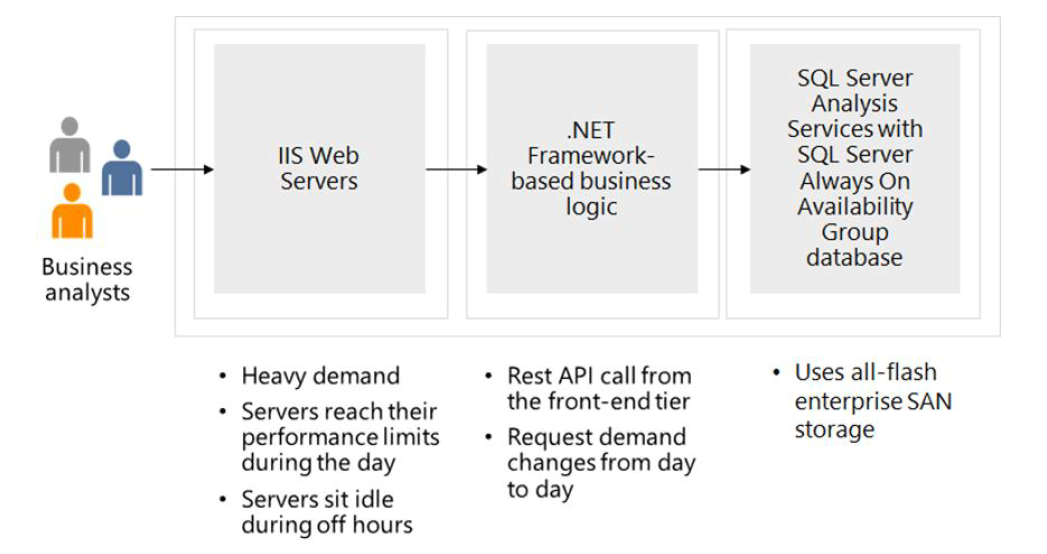 Business
analysts
IIS Web
Servers
.NET
Framework-
based business
logic
SQL Server
Analysis
Services with
SQL Server
Always On
Availability
Group
database
• Heavy demand
• Servers reach their
performance limits
during the day
• Servers sit idle
during off hours
• Rest API call from
the front-end tier
• Request demand
changes from day
to day
• Uses all-flash
enterprise SAN
storage